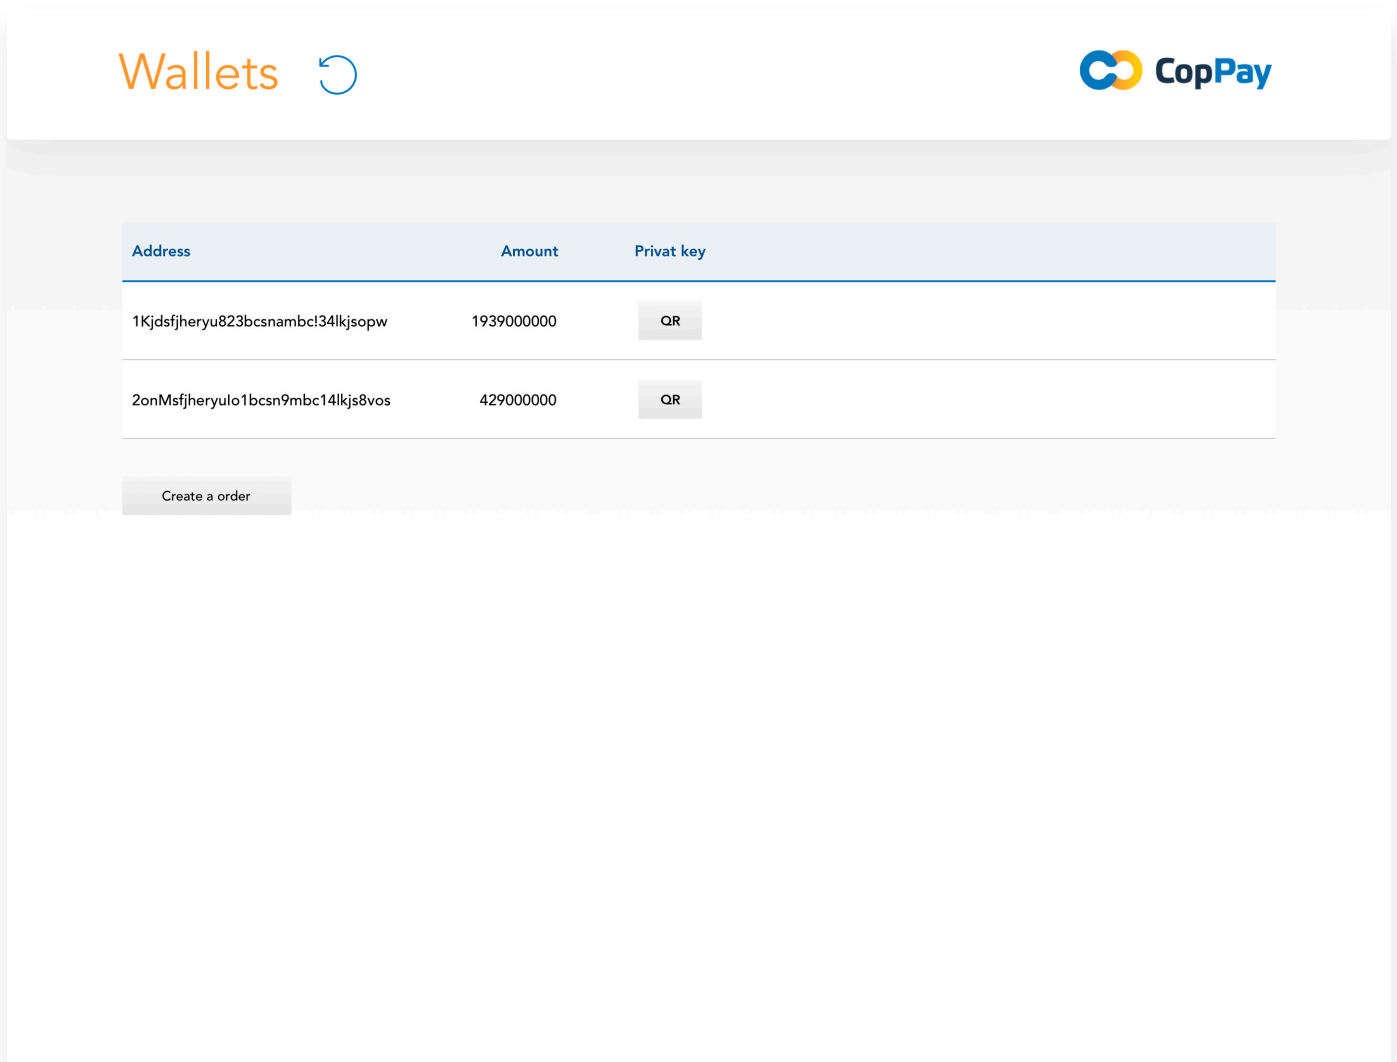 Wallets
CopPay
Address Amount Privat key
1Kjdsfjheryu823bcsnambc!34lkjsopw 1939000000 QR
2onMsfjheryulo1bcsn9mbc14lkjs8vos 429000000 QR
Create a order